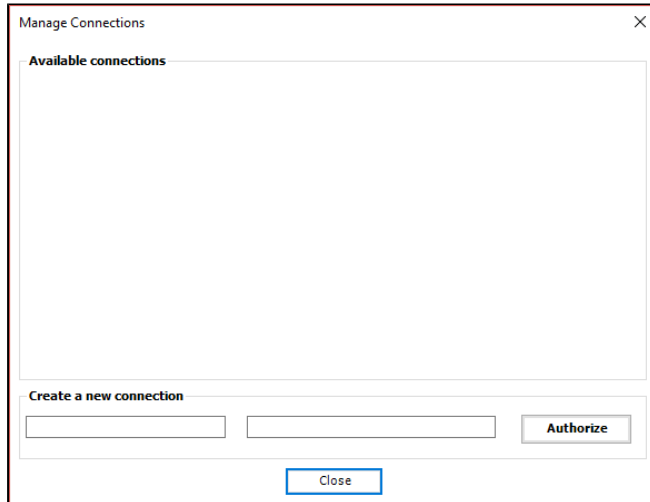 Manage Connections
Available connections
Create a new connection
Authorize
Close